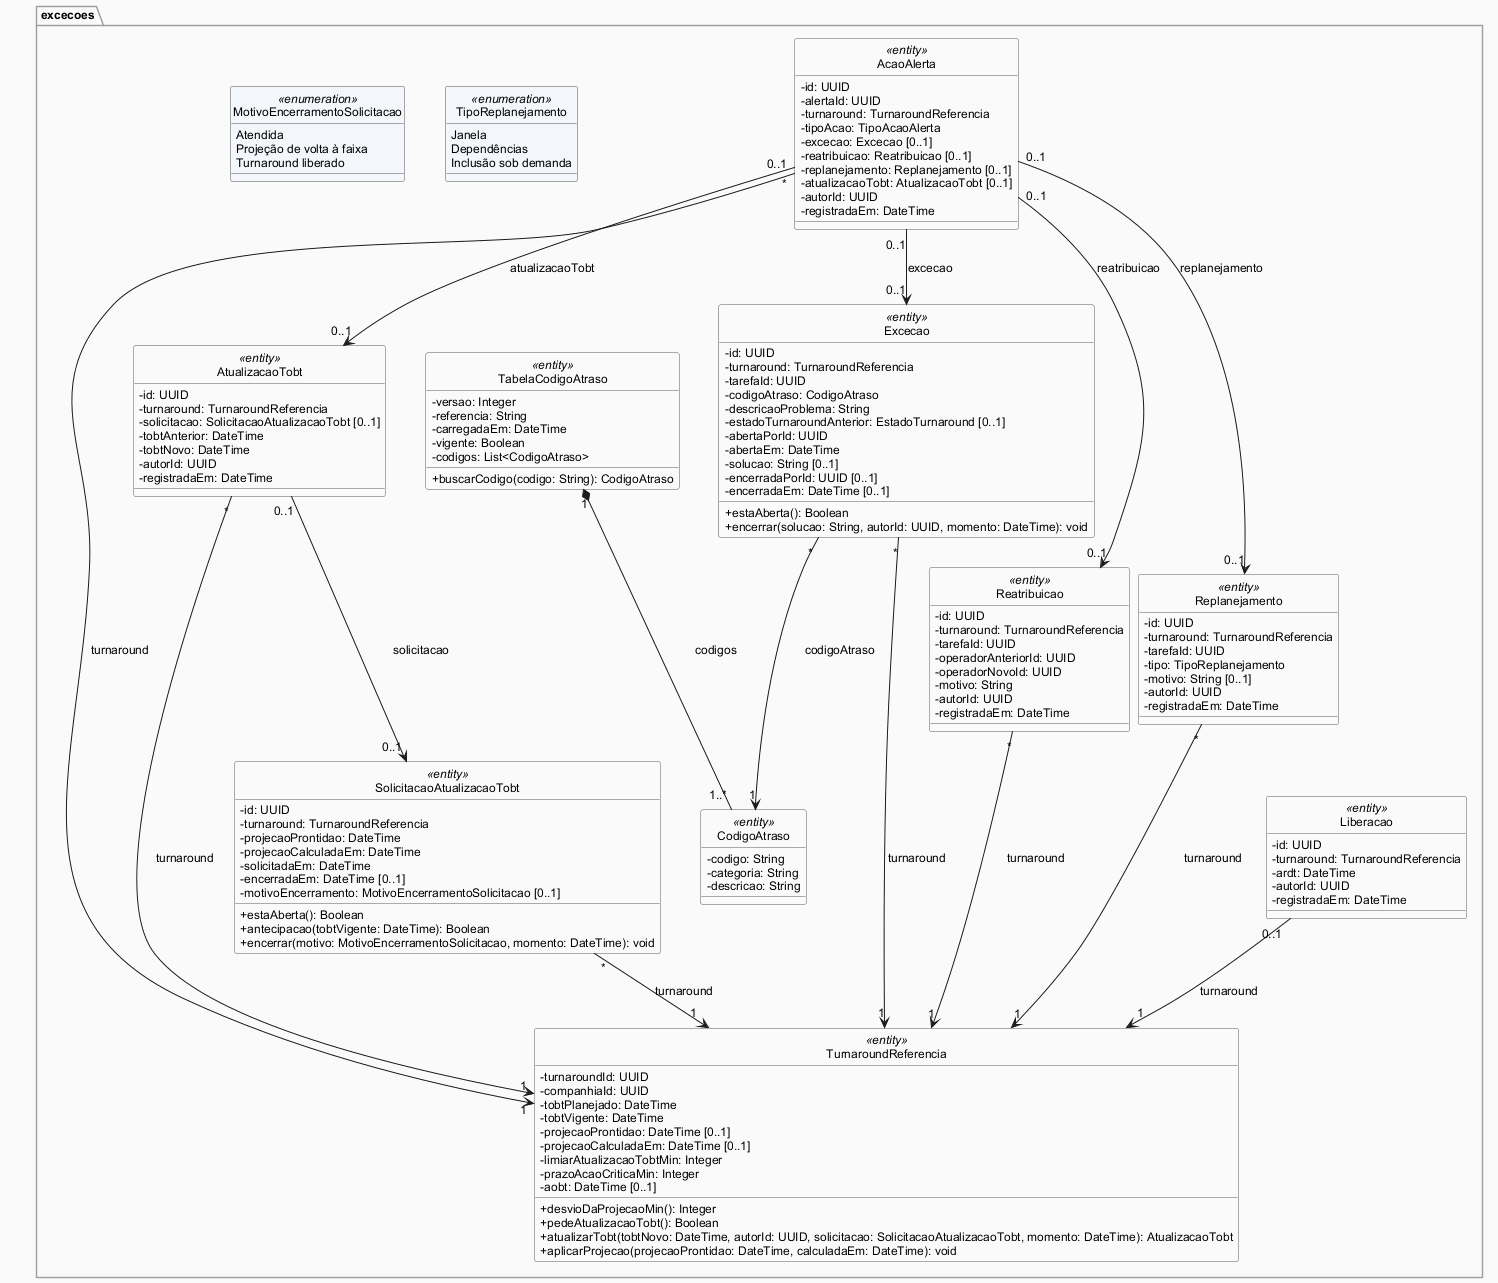 excecoes
«entity»
AcaoAlerta
-id: UUID
-alertaId: UUID
-turnaround: TurnaroundReferencia
-tipoAcao: TipoAcaoAlerta
-excecao: Excecao [0..1]
-reatribuicao: Reatribuicao [0..1]
-replanejamento: Replanejamento [0..1]
-atualizacaoTobt: AtualizacaoTobt [0..1]
-autorId: UUID
-registradaEm: DateTime
«enumeration»
MotivoEncerramentoSolicitacao
Atendida
Projeção de volta à faixa
Turnaround liberado
«enumeration»
TipoReplanejamento
Janela
Dependências
Inclusão sob demanda
0..1
*
0..1
0..1
0..1
atualizacaoTobt
excecao
reatribuicao
replanejamento
0..1
0..1
0..1
0..1
«entity»
AtualizacaoTobt
-id: UUID
-turnaround: TurnaroundReferencia
-solicitacao: SolicitacaoAtualizacaoTobt [0..1]
-tobtAnterior: DateTime
-tobtNovo: DateTime
-autorId: UUID
-registradaEm: DateTime
«entity»
TabelaCodigoAtraso
-versao: Integer
-referencia: String
-carregadaEm: DateTime
-vigente: Boolean
-codigos: List<CodigoAtraso>
+buscarCodigo(codigo: String): CodigoAtraso
«entity»
Excecao
-id: UUID
-turnaround: TurnaroundReferencia
-tarefaId: UUID
-codigoAtraso: CodigoAtraso
-descricaoProblema: String
-estadoTurnaroundAnterior: EstadoTurnaround [0..1]
-abertaPorId: UUID
-abertaEm: DateTime
-solucao: String [0..1]
-encerradaPorId: UUID [0..1]
-encerradaEm: DateTime [0..1]
+estaAberta(): Boolean
+encerrar(solucao: String, autorId: UUID, momento: DateTime): void
*
0..1
1
*
*
«entity»
Reatribuicao
-id: UUID
-turnaround: TurnaroundReferencia
-tarefaId: UUID
-operadorAnteriorId: UUID
-operadorNovoId: UUID
-motivo: String
-autorId: UUID
-registradaEm: DateTime
«entity»
Replanejamento
-id: UUID
-turnaround: TurnaroundReferencia
-tarefaId: UUID
-tipo: TipoReplanejamento
-motivo: String [0..1]
-autorId: UUID
-registradaEm: DateTime
turnaround
solicitacao
codigos
codigoAtraso
*
*
0..1
1..*
1
«entity»
SolicitacaoAtualizacaoTobt
-id: UUID
-turnaround: TurnaroundReferencia
-projecaoProntidao: DateTime
-projecaoCalculadaEm: DateTime
-solicitadaEm: DateTime
-encerradaEm: DateTime [0..1]
-motivoEncerramento: MotivoEncerramentoSolicitacao [0..1]
+estaAberta(): Boolean
+antecipacao(tobtVigente: DateTime): Boolean
+encerrar(motivo: MotivoEncerramentoSolicitacao, momento: DateTime): void
«entity»
CodigoAtraso
-codigo: String
-categoria: String
-descricao: String
«entity»
Liberacao
-id: UUID
-turnaround: TurnaroundReferencia
-ardt: DateTime
-autorId: UUID
-registradaEm: DateTime
turnaround
turnaround
turnaround
turnaround
*
0..1
turnaround
turnaround
1
1
1
1
1
«entity»
TurnaroundReferencia
-turnaroundId: UUID
-companhiaId: UUID
-tobtPlanejado: DateTime
-tobtVigente: DateTime
-projecaoProntidao: DateTime [0..1]
-projecaoCalculadaEm: DateTime [0..1]
-limiarAtualizacaoTobtMin: Integer
-prazoAcaoCriticaMin: Integer
-aobt: DateTime [0..1]
+desvioDaProjecaoMin(): Integer
+pedeAtualizacaoTobt(): Boolean
+atualizarTobt(tobtNovo: DateTime, autorId: UUID, solicitacao: SolicitacaoAtualizacaoTobt, momento: DateTime): AtualizacaoTobt
+aplicarProjecao(projecaoProntidao: DateTime, calculadaEm: DateTime): void
1
1